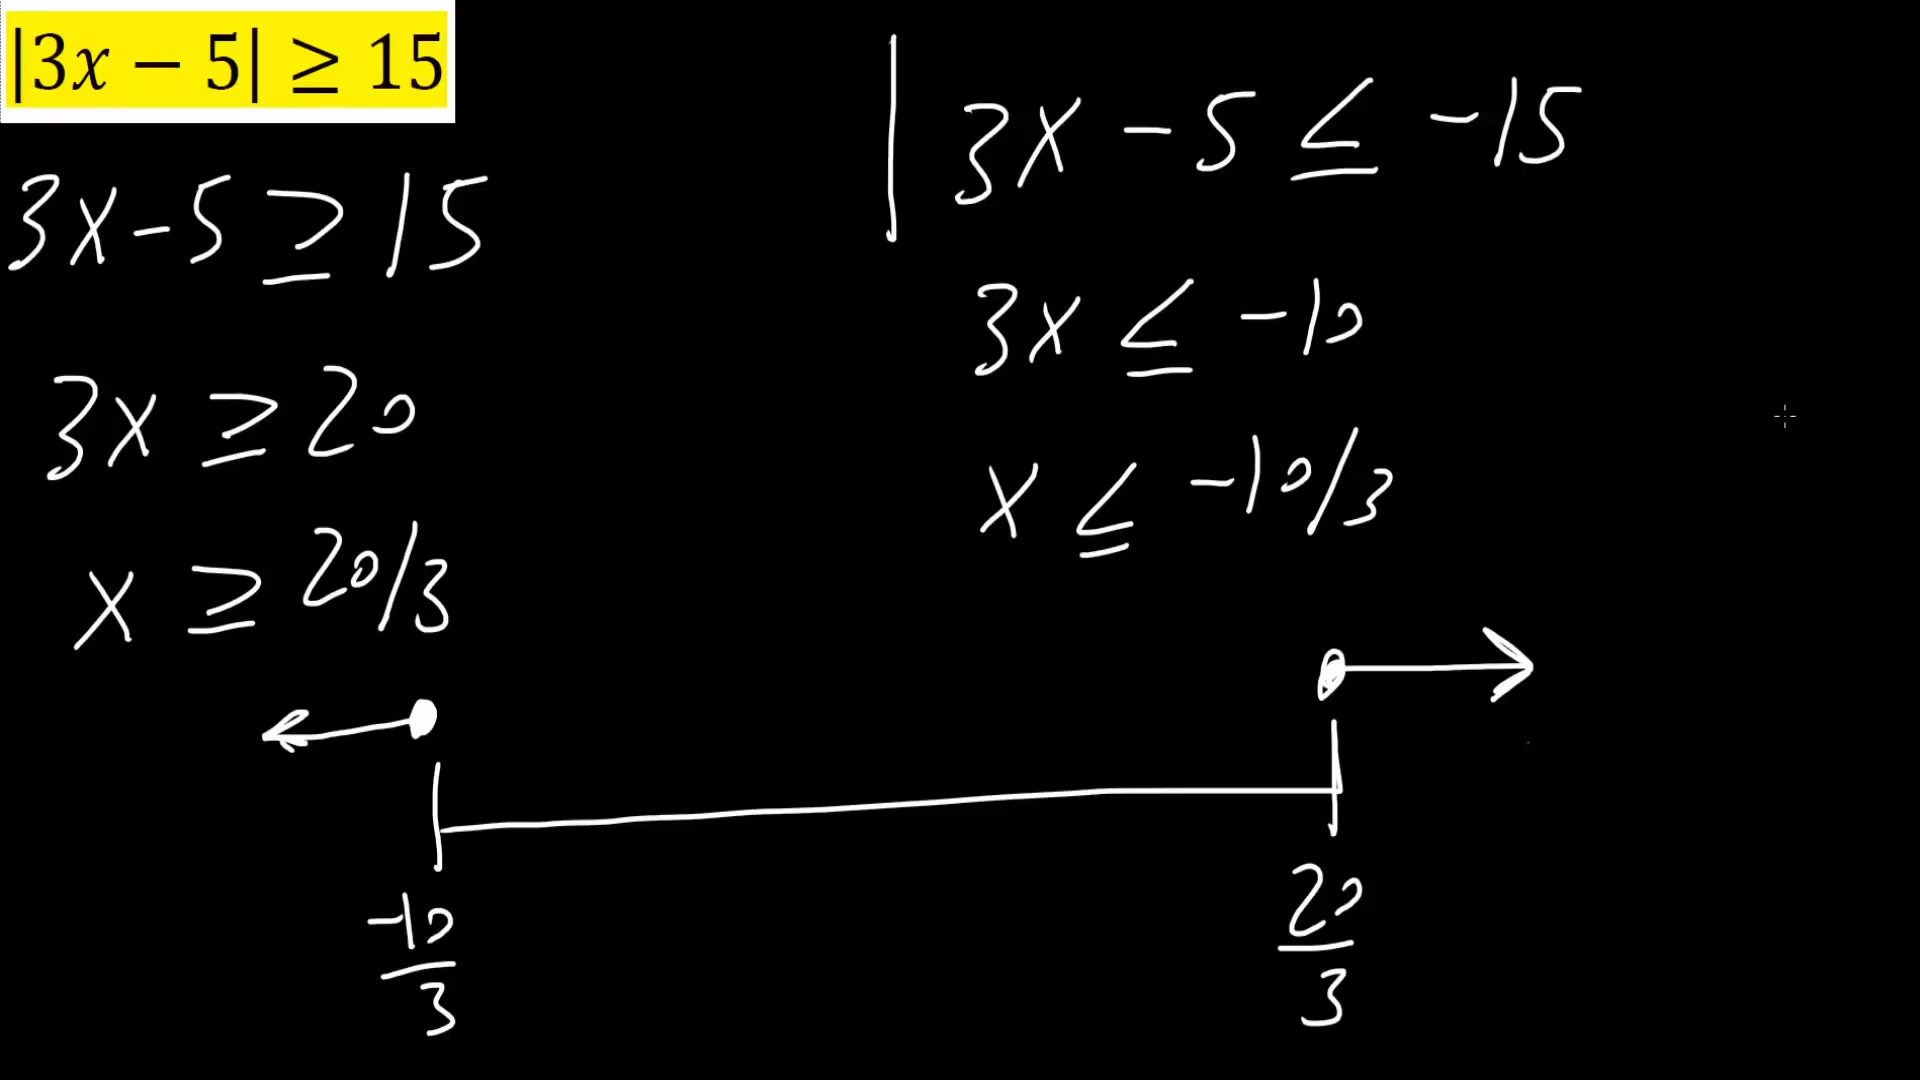 |3x − 5| ≥ 15
3x-5 ≥ 15
3x ≥ 20
x ≥ 20/3
3x -5 ≤ -15
3x ≤ -10
x ≤ -10/3
-10/3
20/3